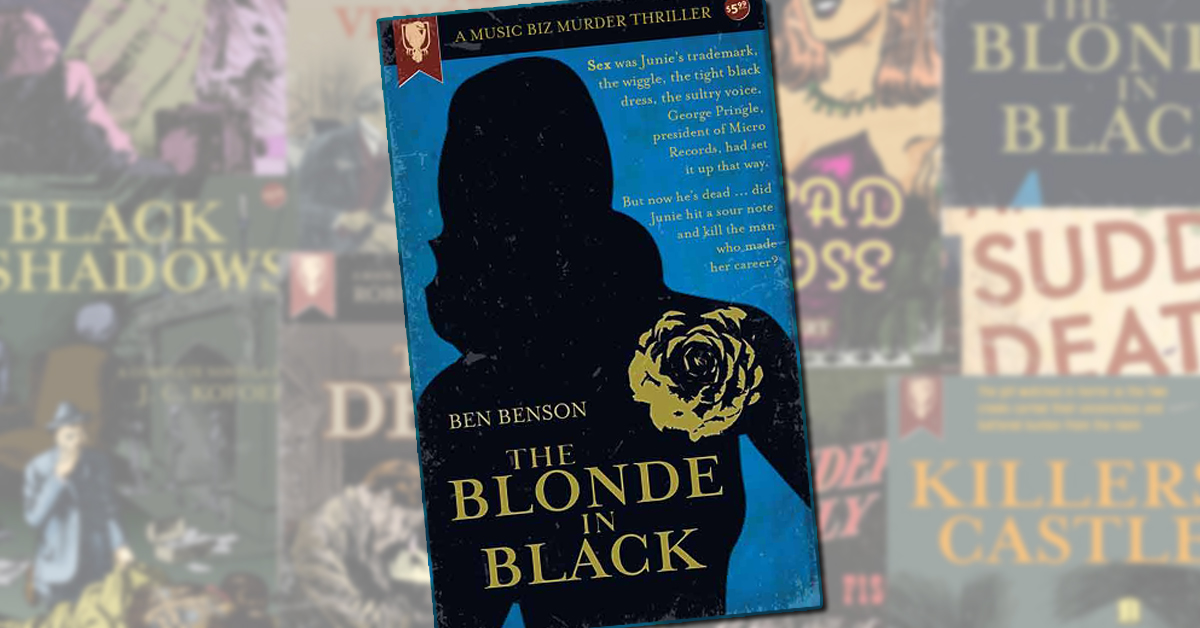 A MUSIC BIZ MURDER THRILLER
$5.99
Sex was Junie's trademark,
the wiggle, the tight black
dress, the sultry voice.
George Pringle,
president of Micro
Records, had set
it up that way.
But now he's dead ... did
Junie hit a sour note
and kill the man
who made
her career?
BEN BENSON
THE
BLONDE
IN
BLACK
BLACK
SHADOWS
THE
BLOND
IN
BLAC
SUDD
DEAT
KILLERS
CASTLE